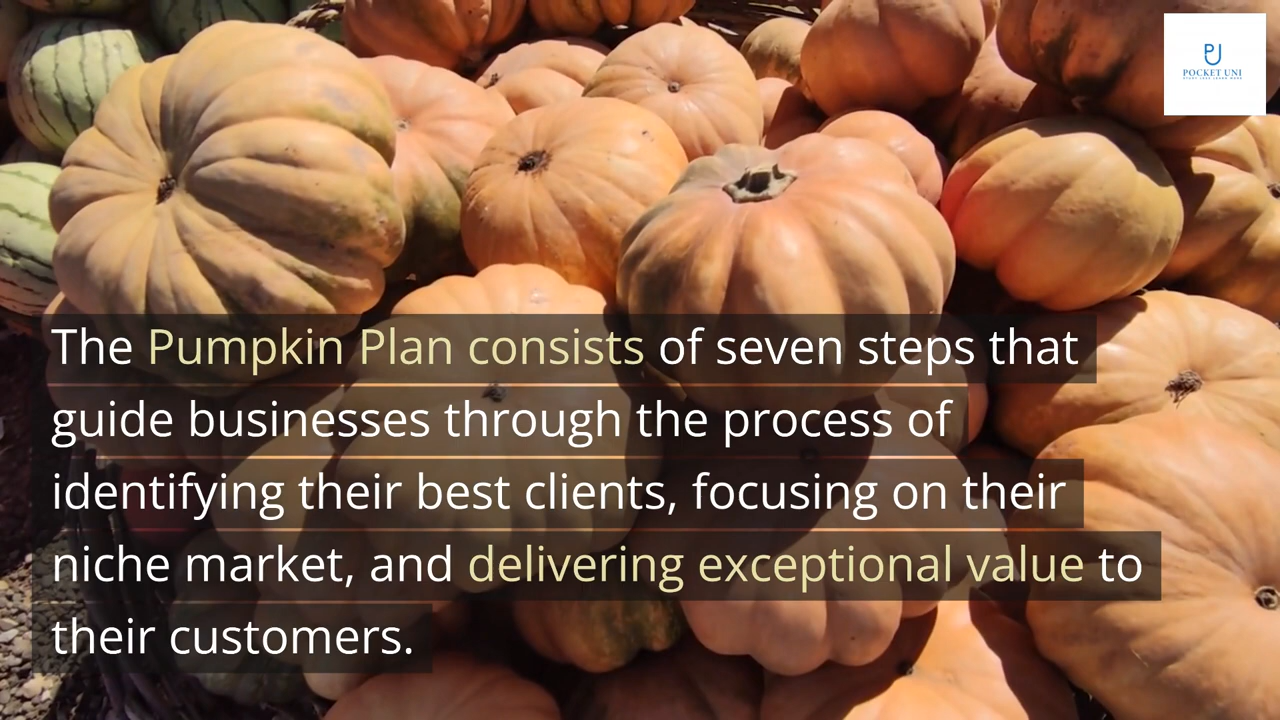 POCKET UNI
The Pumpkin Plan consists of seven steps that
guide businesses through the process of
identifying their best clients, focusing on their
niche market, and delivering exceptional value to
their customers.